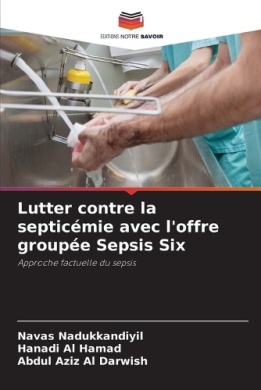 EDITIONS NOTRE SAVOIR
Lutter contre la
septicémie avec l'offre
groupée Sepsis Six
Approche factuelle du sepsis
Navas Nadukkandiyil
Hanadi Al Hamad
Abdul Aziz Al Darwish